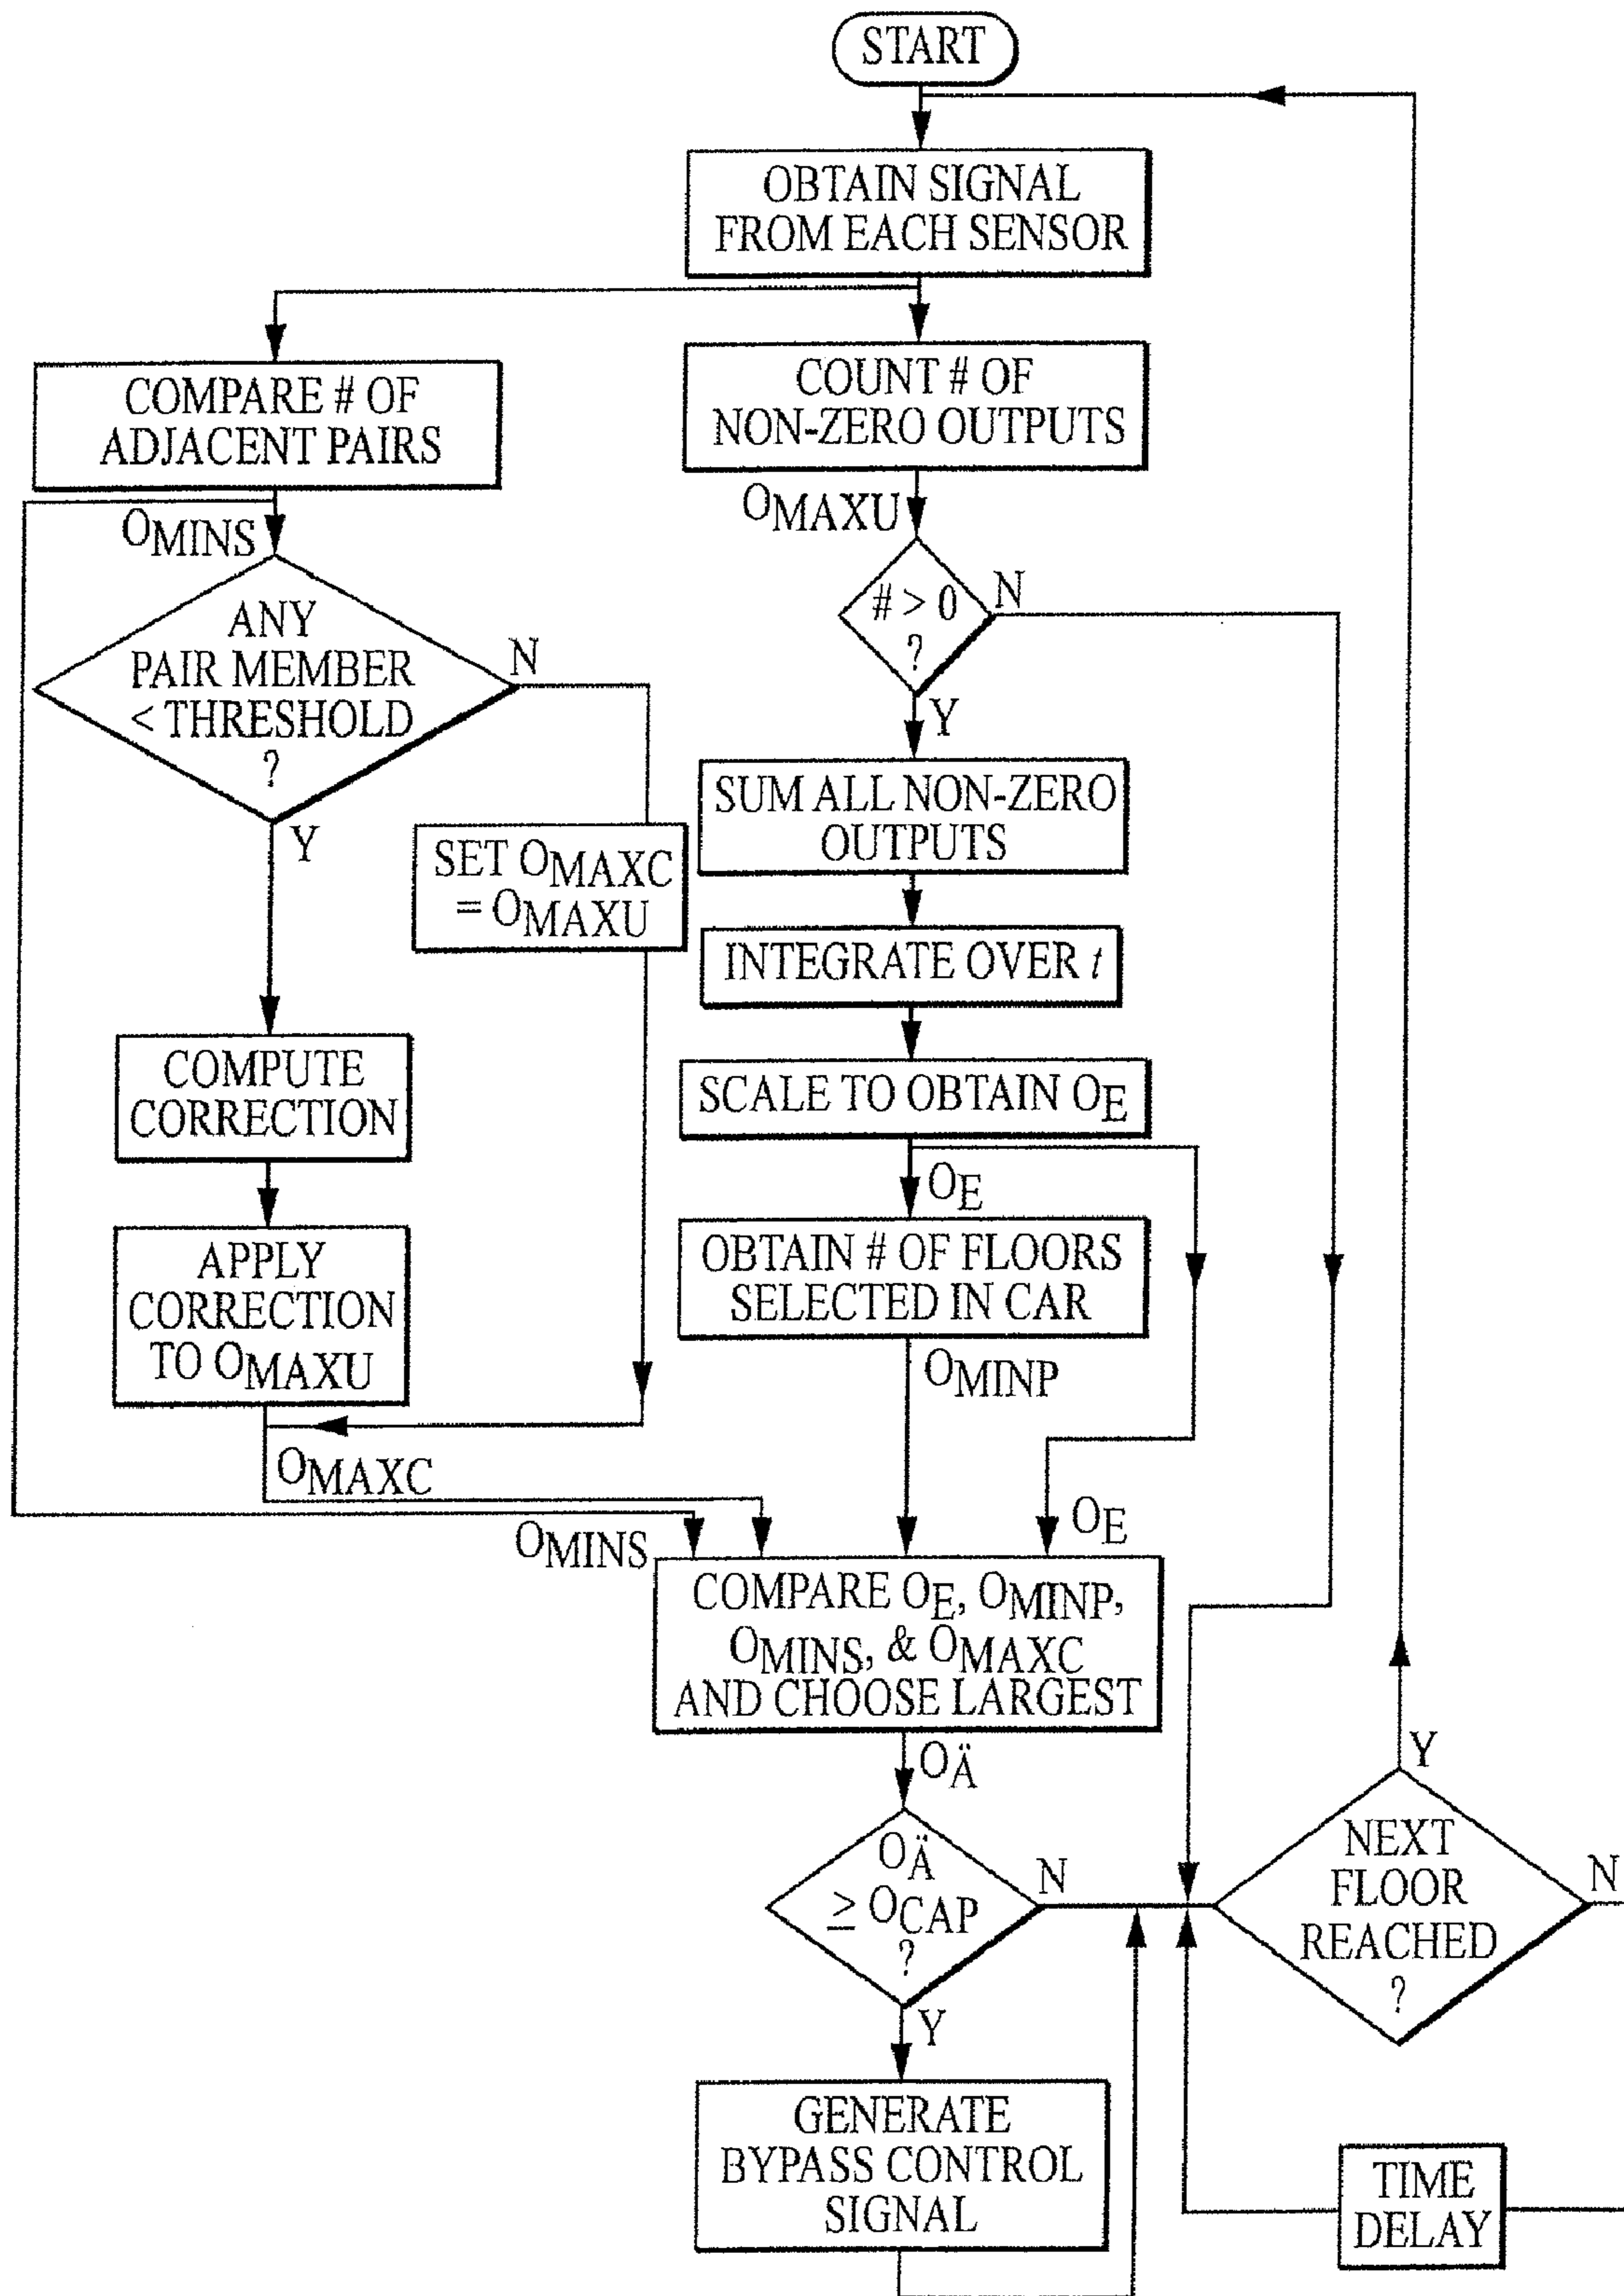 START
OBTAIN SIGNAL
FROM EACH SENSOR
COMPARE # OF
ADJACENT PAIRS
COUNT # OF
NON-ZERO OUTPUTS
OMINS
OMAXU
ANY
PAIR MEMBER
< THRESHOLD
?
N
Y
# > 0
?
N
Y
SET OMAXC
= OMAXU
SUM ALL NON-ZERO
OUTPUTS
INTEGRATE OVER t
COMPUTE
CORRECTION
SCALE TO OBTAIN OE
OE
APPLY
CORRECTION
TO OMAXU
OBTAIN # OF FLOORS
SELECTED IN CAR
OMINP
OMAXC
OMINS
OE
COMPARE OE, OMINP,
OMINS, & OMAXC
AND CHOOSE LARGEST
OÄ
OÄ
≥ OCAP
?
N
Y
NEXT
FLOOR
REACHED
?
Y
N
GENERATE
BYPASS CONTROL
SIGNAL
TIME
DELAY